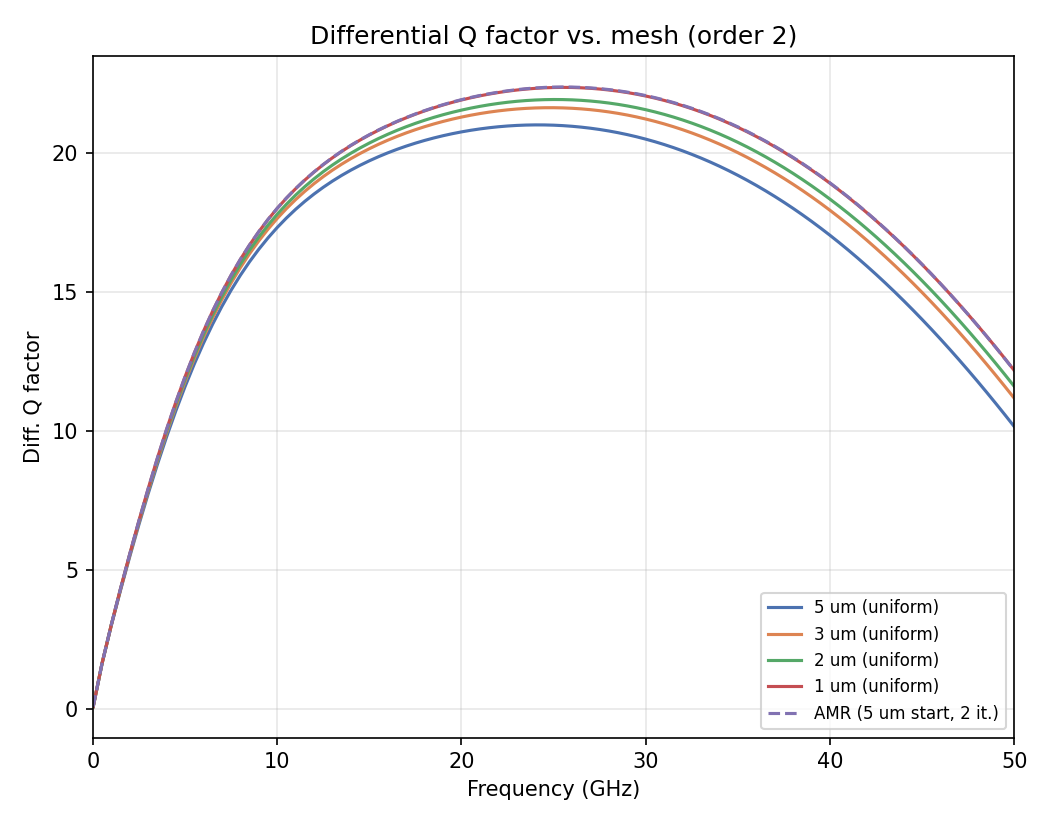 Differential Q factor vs. mesh (order 2)
Diff. Q factor
20
15
10
5
0
0 10 20 30 40 50
Frequency (GHz)
5 um (uniform)
3 um (uniform)
2 um (uniform)
1 um (uniform)
AMR (5 um start, 2 it.)